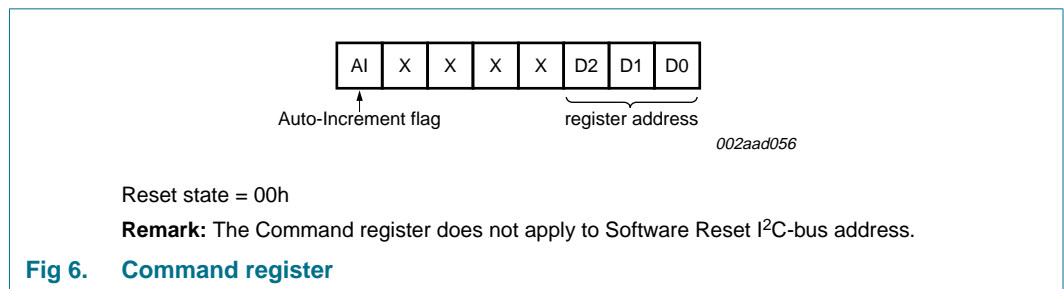 AI X X X X D2 D1 D0
Auto-Increment flag register address
002aad056
Reset state = 00h
Remark: The Command register does not apply to Software Reset I²C-bus address.
Fig 6. Command register